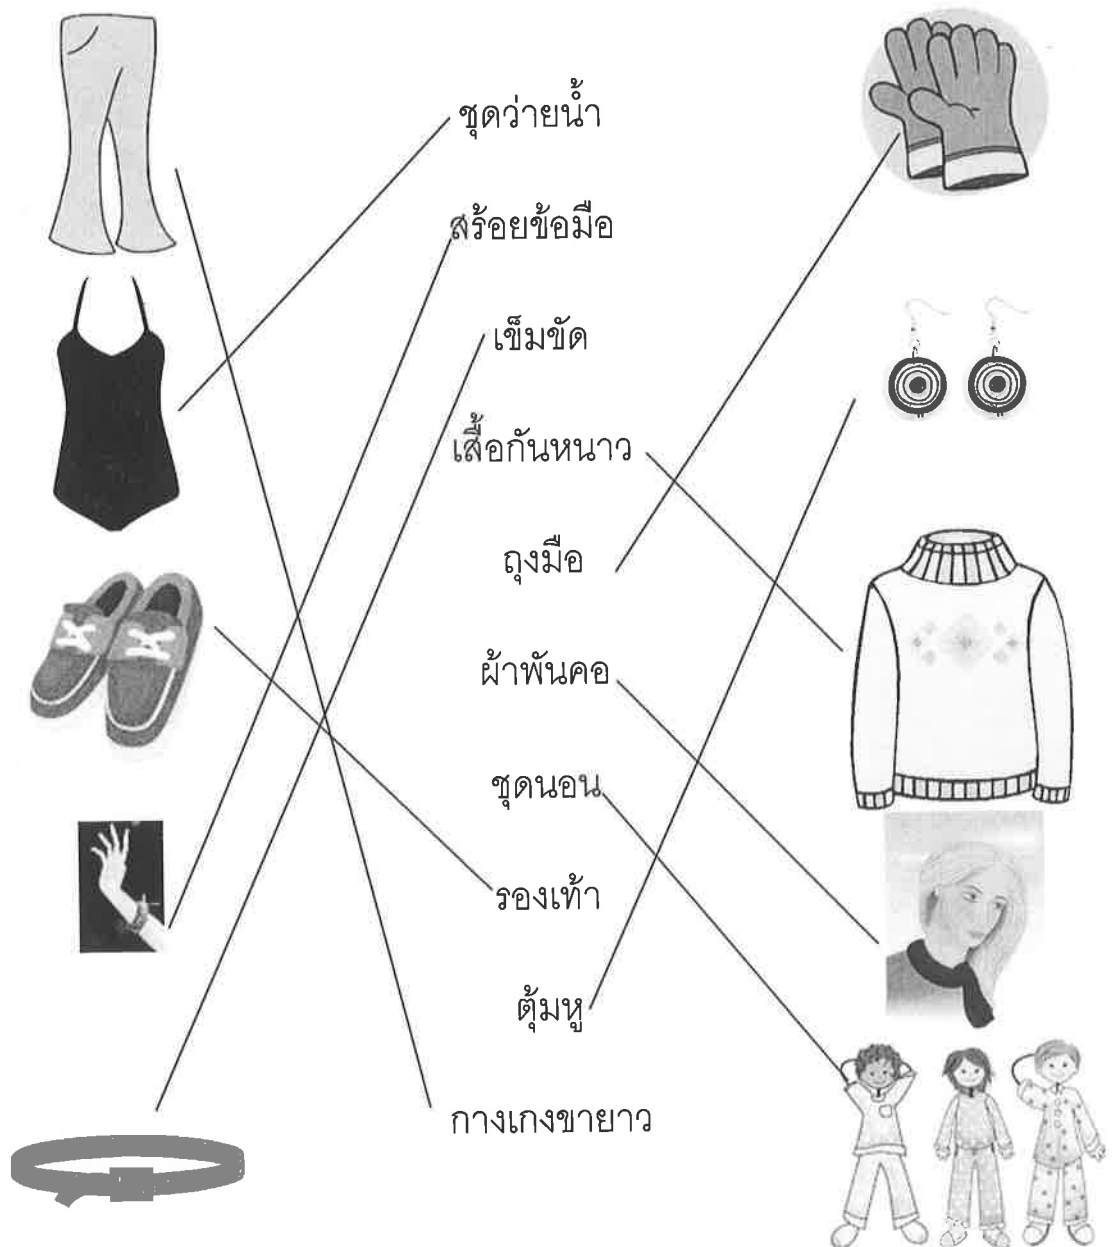 ชุดว่ายน้ำ
สร้อยข้อมือ
เข็มขัด
เสื้อกันหนาว
ถุงมือ
ผ้าพันคอ
ชุดนอน
รองเท้า
ตุ้มหู
กางเกงขายาว